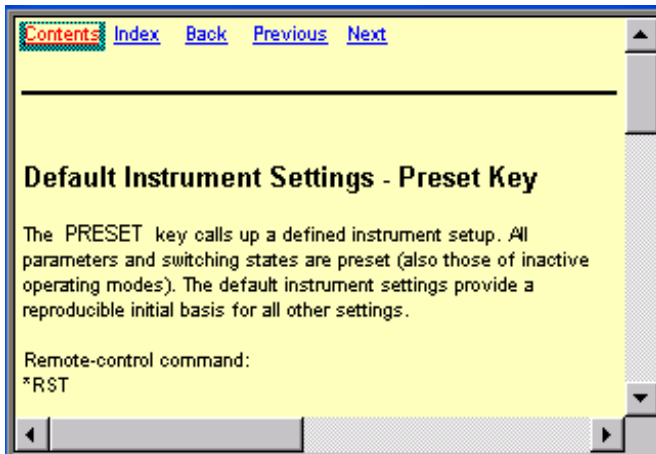 Contents Index Back Previous Next
Default Instrument Settings - Preset Key
The PRESET key calls up a defined instrument setup. All
parameters and switching states are preset (also those of inactive
operating modes). The default instrument settings provide a
reproducible initial basis for all other settings.
Remote-control command:
*RST